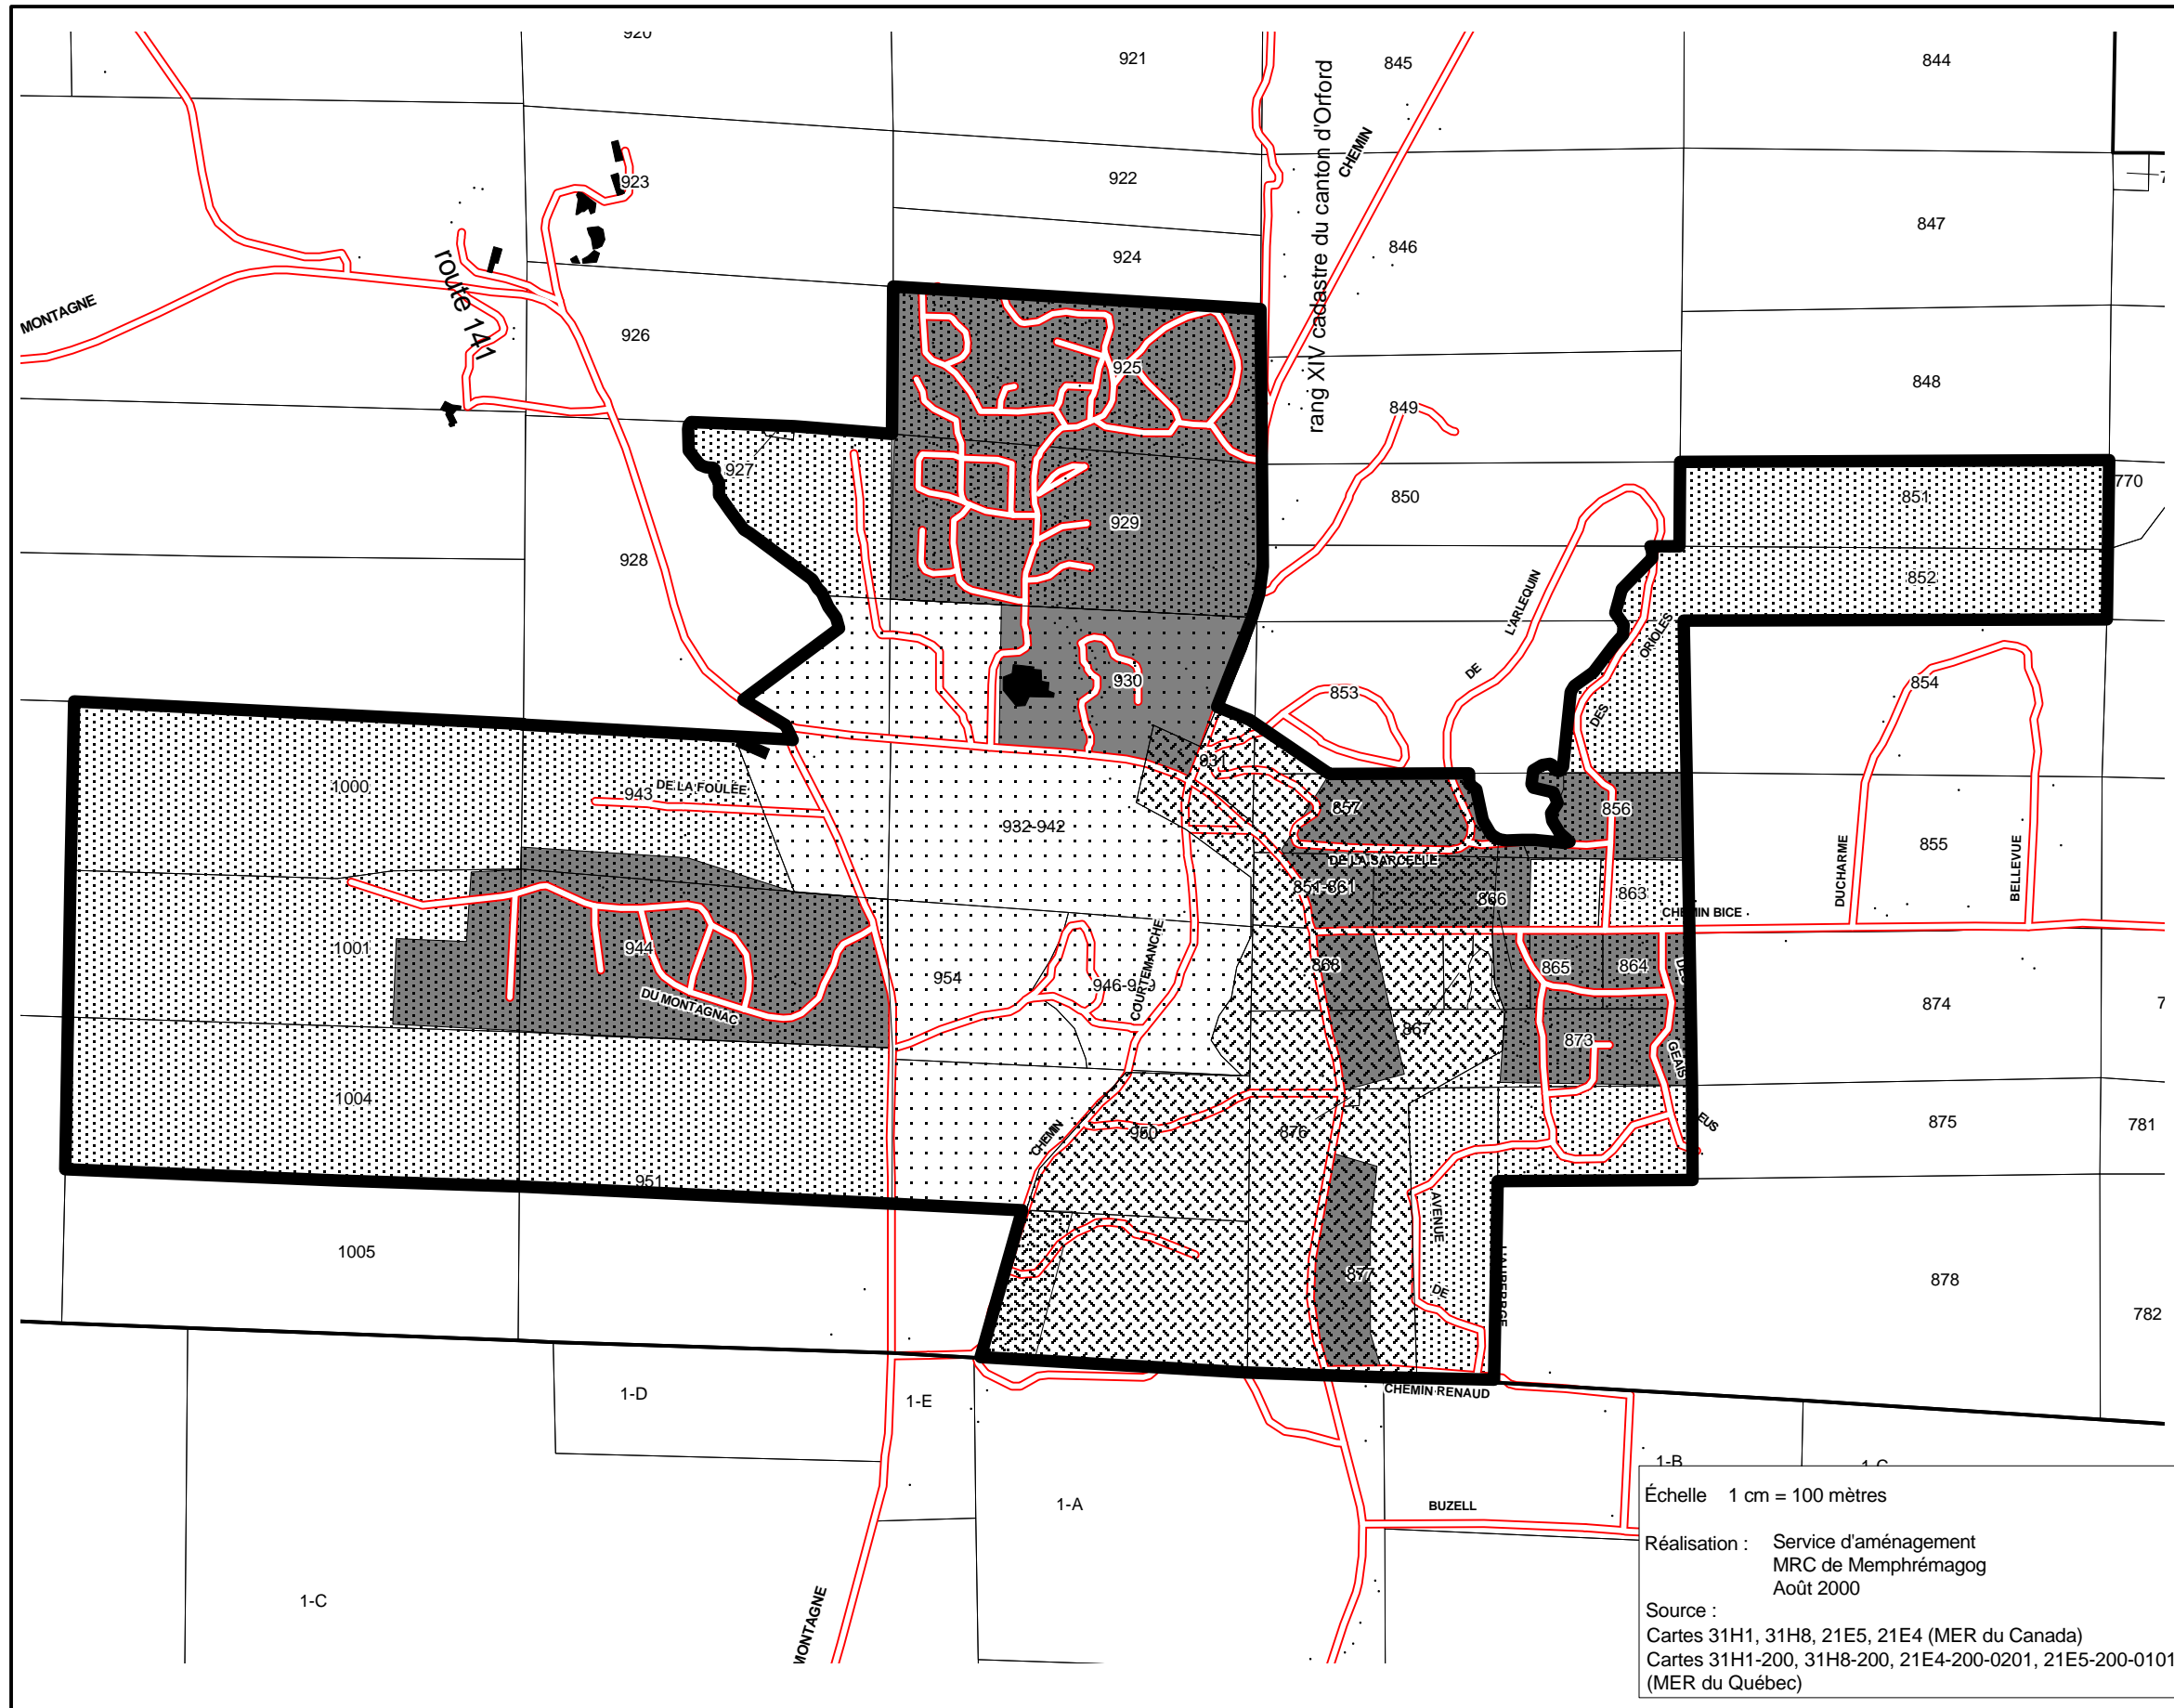 920
921
845
844
rang XIV cadastre du canton d'Orford
CHEMIN
922
923
924
846
847
route 141
MONTAGNE
926
925
848
849
927
850
851
770
929
928
852
L'ARLEQUIN
DE
ORIOLES
DES
930
853
854
931
1000
943
DE LA FOULÉE
932-942
857
856
855
DUCHARME
BELLEVUE
DE LA SARCELLE
866
863
CHEMIN BICE
1001
944
DU MONTAGNAC
954
COURTEMANCHE
868
865
864
874
867
873
GEAIS
1004
CHEMIN
950
876
875
781
951
AVENUE
DE
1005
877
878
782
CHEMIN RENAUD
1-D
1-E
1-B
1-A
BUZELL
1-C
MONTAGNE
Échelle 1 cm = 100 mètres
Réalisation : Service d'aménagement
MRC de Memphrémagog
Août 2000
Source :
Cartes 31H1, 31H8, 21E5, 21E4 (MER du Canada)
Cartes 31H1-200, 31H8-200, 21E4-200-0201, 21E5-200-0101
(MER du Québec)